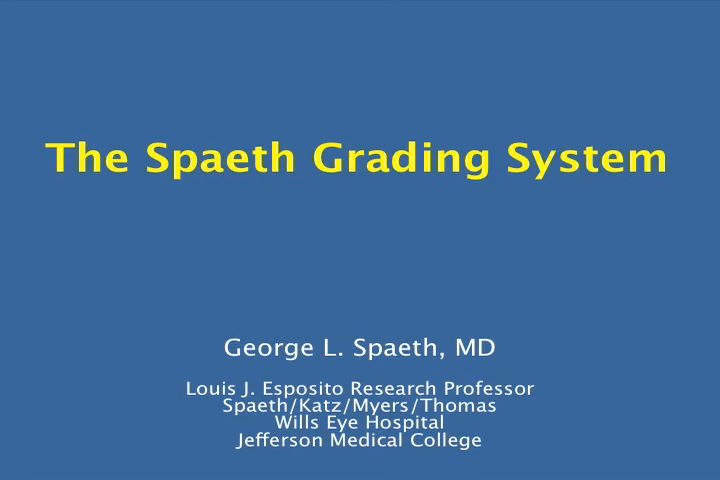 The Spaeth Grading System
George L. Spaeth, MD
Louis J. Esposito Research Professor
Spaeth/Katz/Myers/Thomas
Wills Eye Hospital
Jefferson Medical College